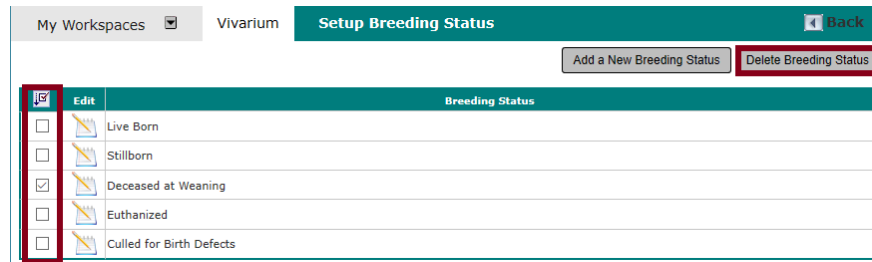 My Workspaces Vivarium Setup Breeding Status Back
Add a New Breeding Status Delete Breeding Status
Edit Breeding Status
Live Born
Stillborn
Deceased at Weaning
Euthanized
Culled for Birth Defects